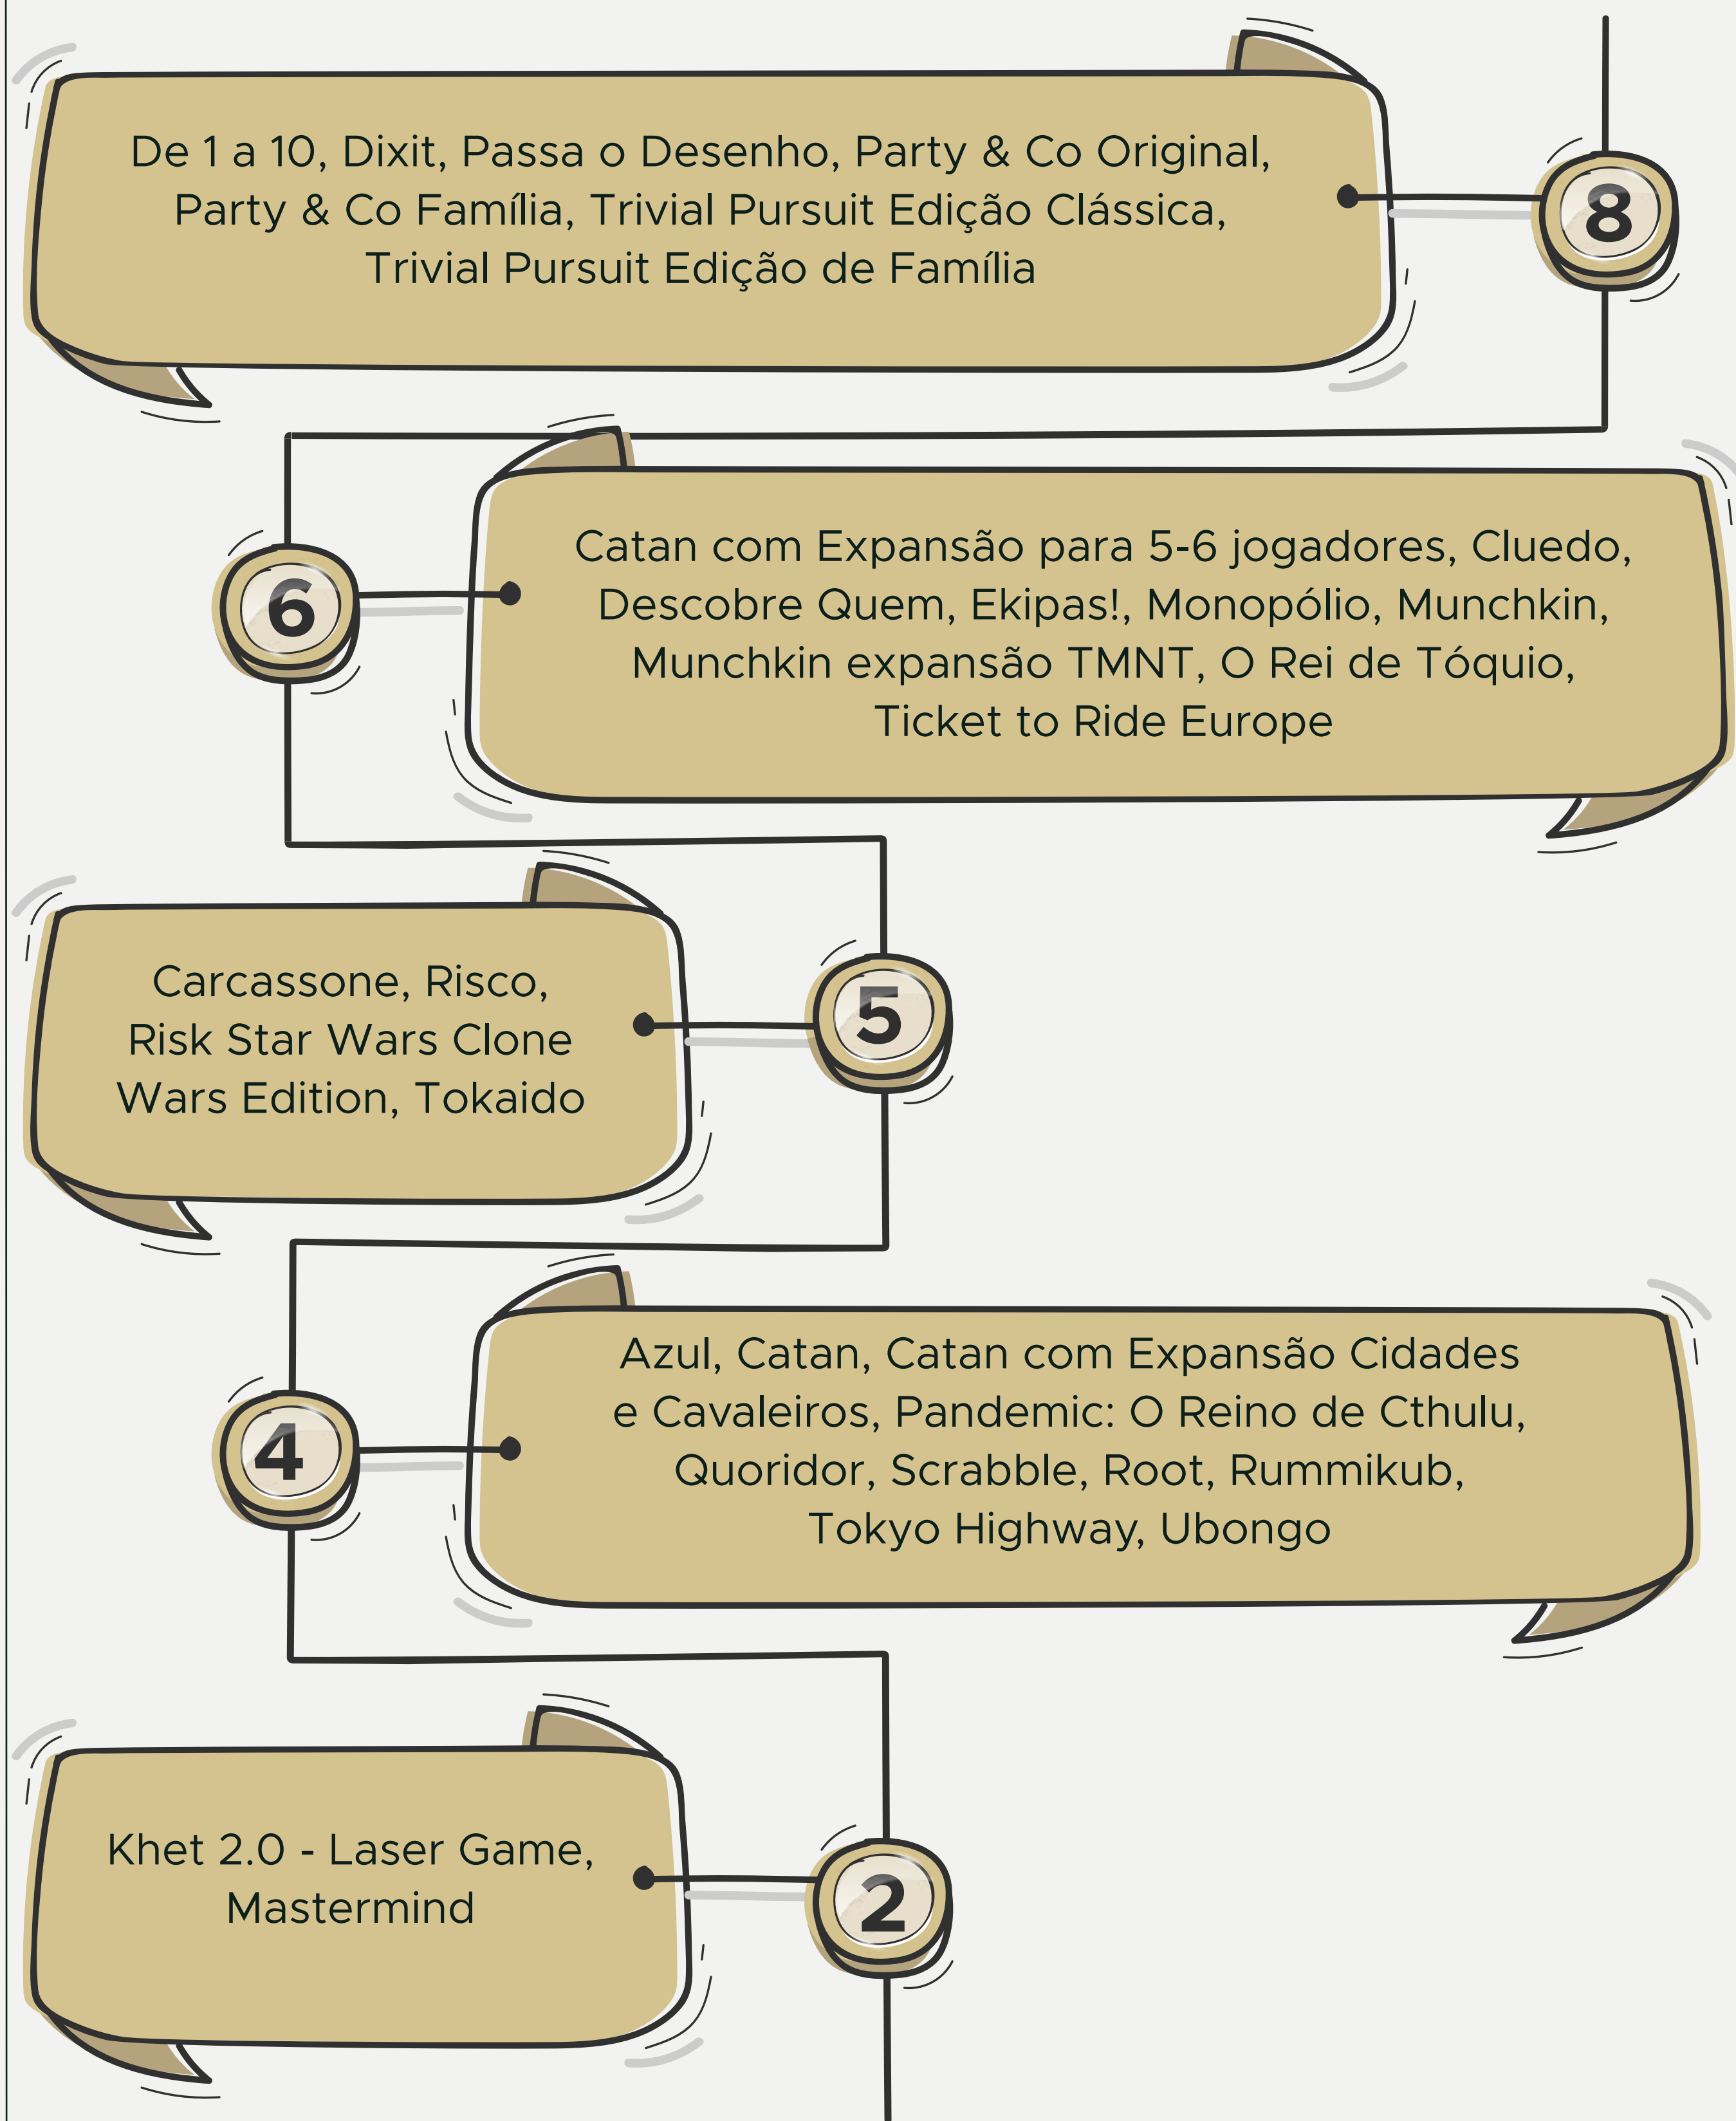 De 1 a 10, Dixit, Passa o Desenho, Party & Co Original,
Party & Co Família, Trivial Pursuit Edição Clássica,
Trivial Pursuit Edição de Família
8
6
Catan com Expansão para 5-6 jogadores, Cluedo,
Descobre Quem, Ekipas!, Monopólio, Munchkin,
Munchkin expansão TMNT, O Rei de Tóquio,
Ticket to Ride Europe
Carcassone, Risco,
Risk Star Wars Clone
Wars Edition, Tokaido
5
4
Azul, Catan, Catan com Expansão Cidades
e Cavaleiros, Pandemic: O Reino de Cthulu,
Quoridor, Scrabble, Root, Rummikub,
Tokyo Highway, Ubongo
Khet 2.0 - Laser Game,
Mastermind
2